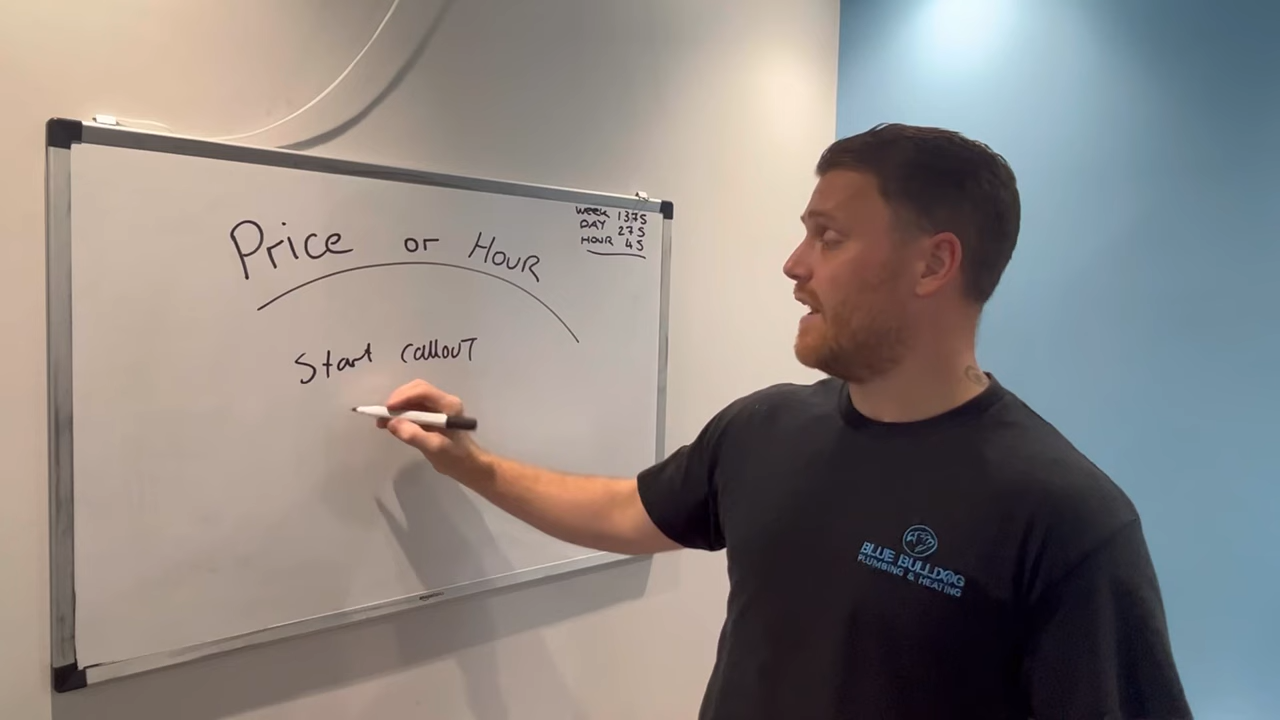 Price or HOUR
WEEK 1375
DAY 275
HOUR 45
Start CalloUT
BLUE BULLDOG
PLUMBING & HEATING